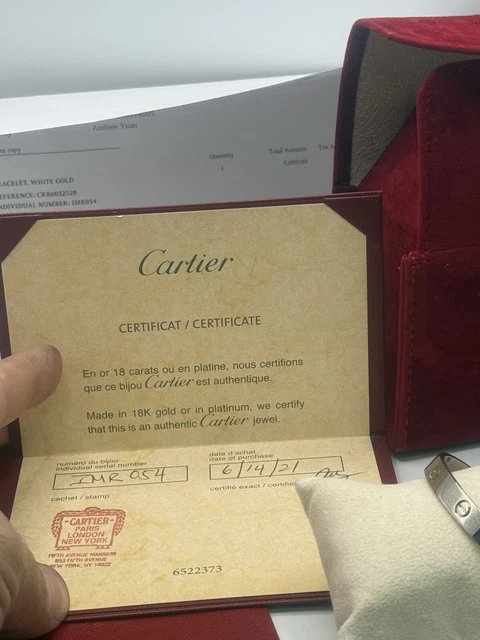 Andrew Yuan
Quantity Total Amount
1 5,000.00
BRACELET, WHITE GOLD
REFERENCE: CRB6032520
INDIVIDUAL NUMBER: IMR054
Cartier
CERTIFICAT / CERTIFICATE
En or 18 carats ou en platine, nous certifions
que ce bijou Cartier est authentique.
Made in 18K gold or in platinum, we certify
that this is an authentic Cartier jewel.
numéro du bijou
individual serial number
IMR 054
date d'achat
date of purchase
6/14/21
cachet / stamp
certifié exact / certified
CARTIER
PARIS
LONDON
NEW YORK
FIFTH AVENUE MANSION
653 FIFTH AVENUE
NEW YORK, NY 10022
6522373